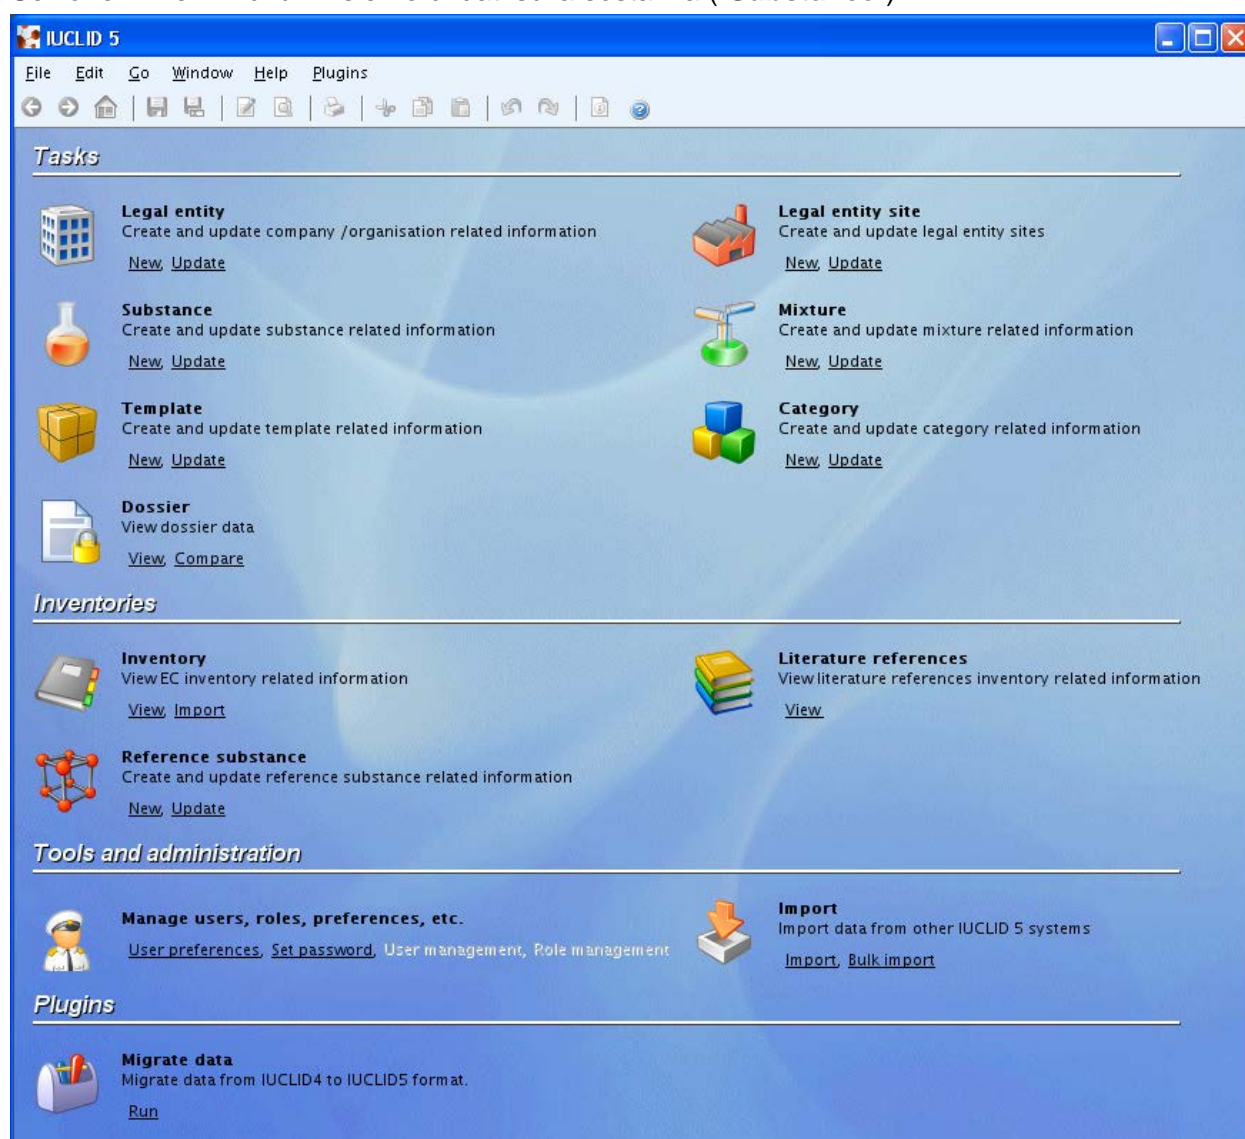 IUCLID 5
File Edit Go Window Help Plugins
Tasks
Legal entity
Create and update company /organisation related information
New, Update
Legal entity site
Create and update legal entity sites
New, Update
Substance
Create and update substance related information
New, Update
Mixture
Create and update mixture related information
New, Update
Template
Create and update template related information
New, Update
Category
Create and update category related information
New, Update
Dossier
View dossier data
View, Compare
Inventories
Inventory
View EC inventory related information
View, Import
Literature references
View literature references inventory related information
View
Reference substance
Create and update reference substance related information
New, Update
Tools and administration
Manage users, roles, preferences, etc.
User preferences, Set password, User management, Role management
Import
Import data from other IUCLID 5 systems
Import, Bulk import
Plugins
Migrate data
Migrate data from IUCLID4 to IUCLID5 format.
Run